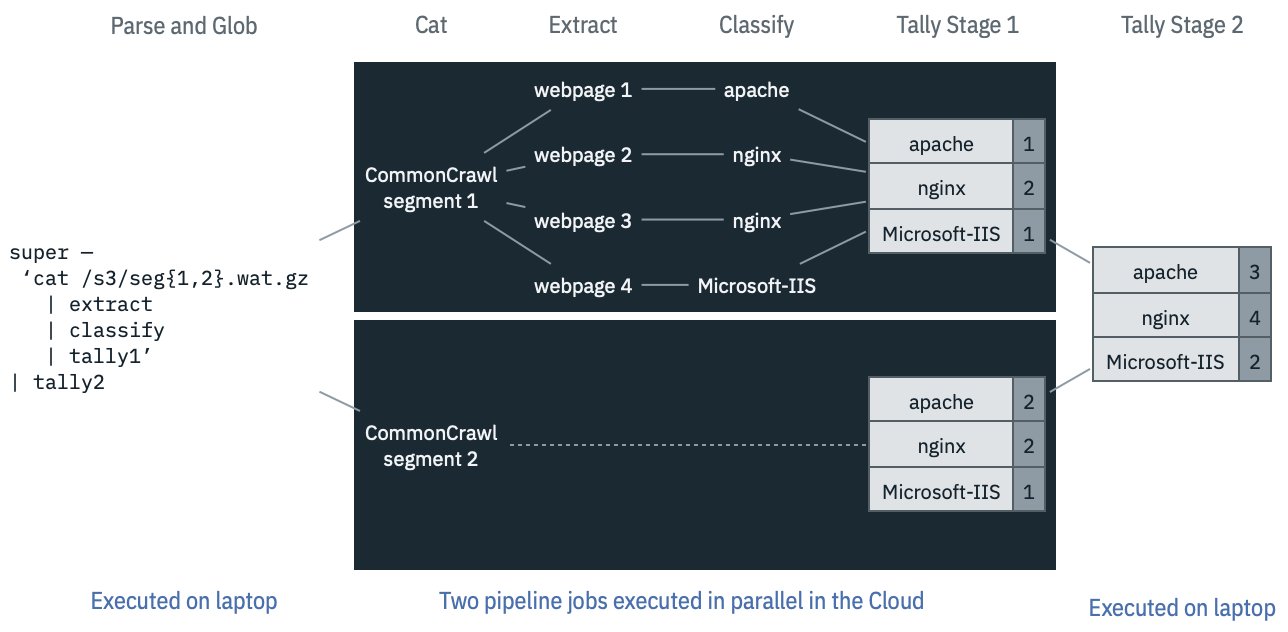 Parse and Glob
Cat
Extract
Classify
Tally Stage 1
Tally Stage 2
super —
‘cat /s3/seg{1,2}.wat.gz
| extract
| classify
| tally1’
| tally2
CommonCrawl
segment 1
webpage 1
apache
webpage 2
nginx
webpage 3
nginx
webpage 4
Microsoft-IIS
apache 1
nginx 2
Microsoft-IIS 1
CommonCrawl
segment 2
apache 2
nginx 2
Microsoft-IIS 1
apache 3
nginx 4
Microsoft-IIS 2
Executed on laptop
Two pipeline jobs executed in parallel in the Cloud
Executed on laptop